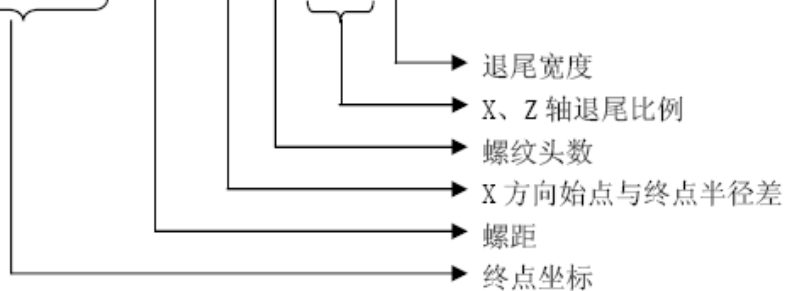 退尾宽度
X、Z 轴退尾比例
螺纹头数
X 方向始点与终点半径差
螺距
终点坐标